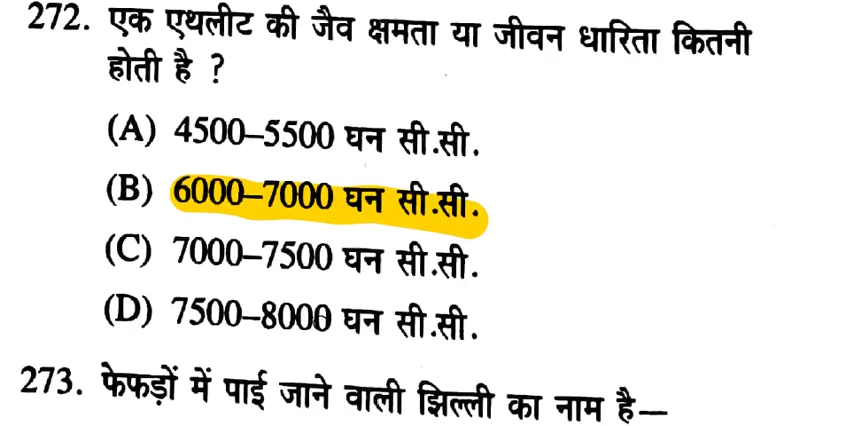 272. एक एथलीट की जैव क्षमता या जीवन धारिता कितनी
होती है ?
(A) 4500–5500 घन सी.सी.
(B) 6000–7000 घन सी.सी.
(C) 7000–7500 घन सी.सी.
(D) 7500–8000 घन सी.सी.
273. फेफड़ों में पाई जाने वाली झिल्ली का नाम है—